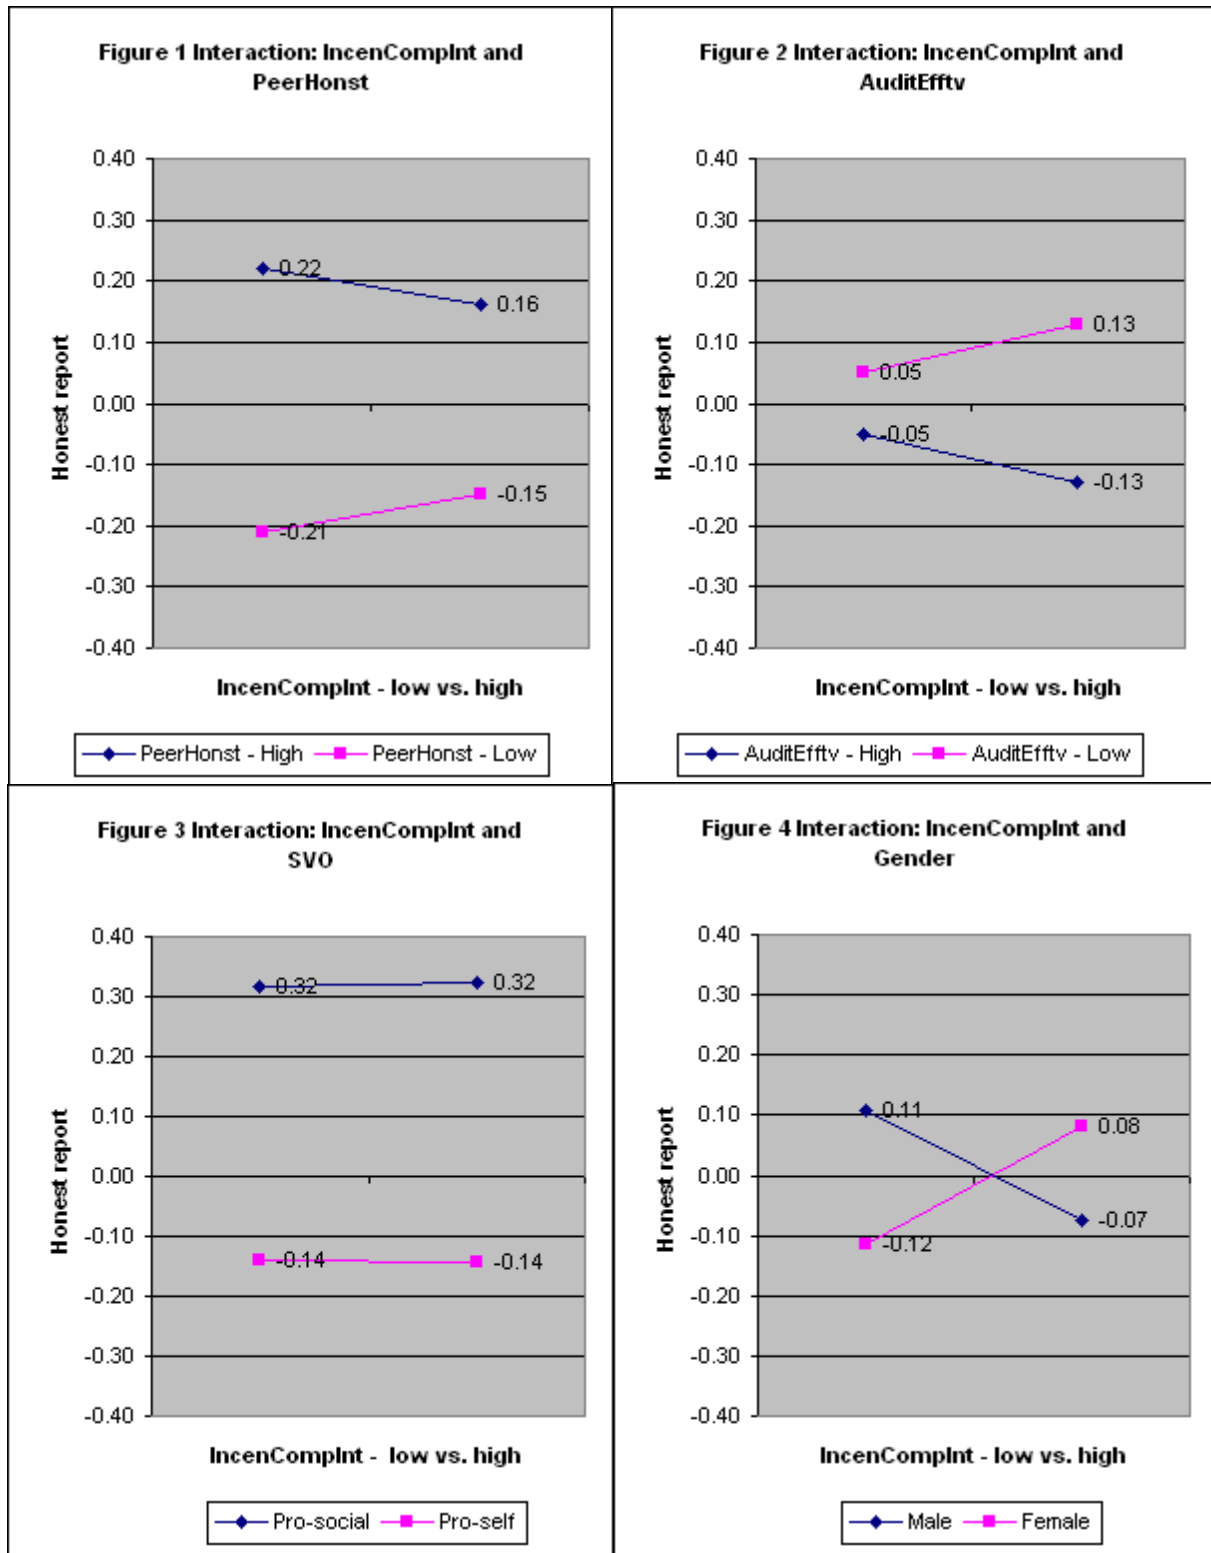 Figure 1 Interaction: IncenCompInt and
PeerHonst
0.40
0.30
0.20
0.10
0.00
-0.10
-0.20
-0.30
-0.40
Honest report
0.22
0.16
-0.21
-0.15
IncenCompInt - low vs. high
PeerHonst - High PeerHonst - Low
Figure 2 Interaction: IncenCompInt and
AuditEfftv
0.40
0.30
0.20
0.10
0.00
-0.10
-0.20
-0.30
-0.40
Honest report
0.05
0.13
-0.05
-0.13
IncenCompInt - low vs. high
AuditEfftv - High AuditEfftv - Low
Figure 3 Interaction: IncenCompInt and
SVO
0.40
0.30
0.20
0.10
0.00
-0.10
-0.20
-0.30
-0.40
Honest report
0.32
0.32
-0.14
-0.14
IncenCompInt - low vs. high
Pro-social Pro-self
Figure 4 Interaction: IncenCompInt and
Gender
0.40
0.30
0.20
0.10
0.00
-0.10
-0.20
-0.30
-0.40
Honest report
0.11
0.08
-0.12
-0.07
IncenCompInt - low vs. high
Male Female